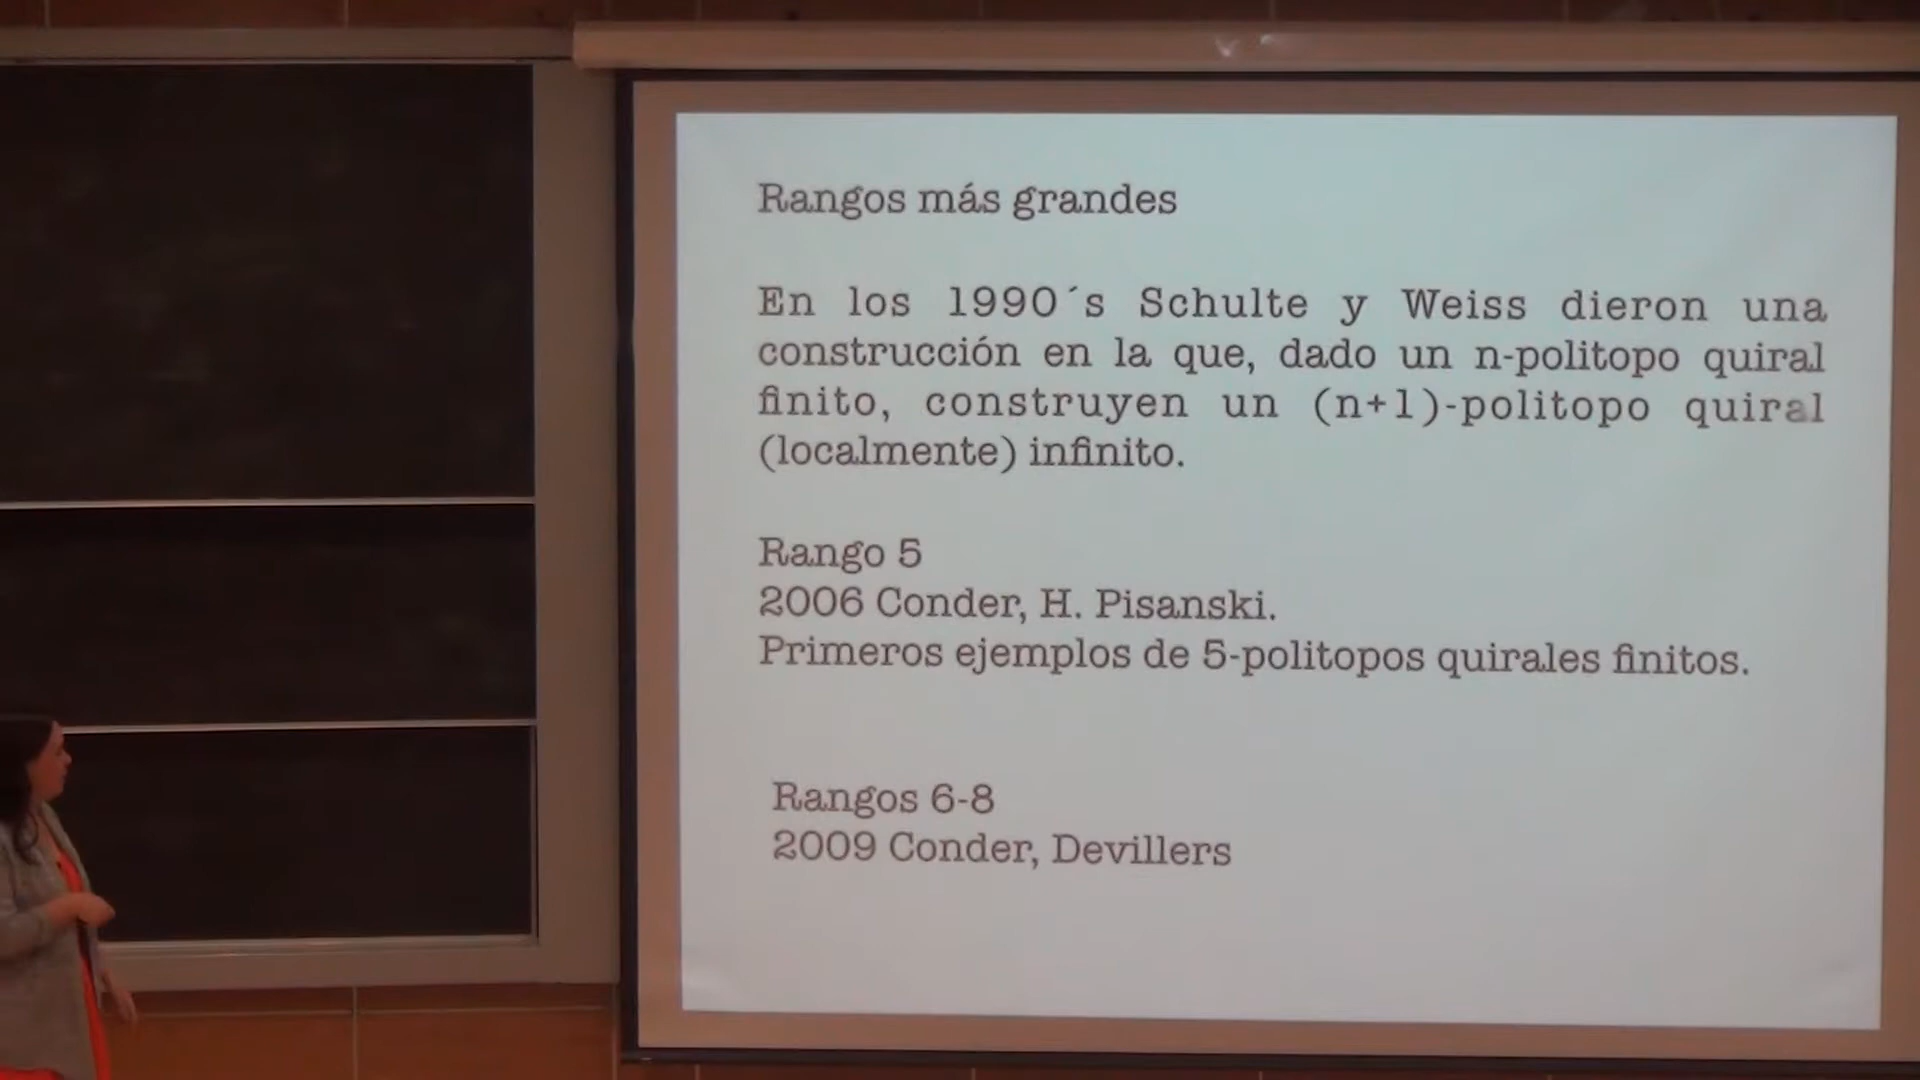 Rangos más grandes
En los 1990´s Schulte y Weiss dieron una
construcción en la que, dado un n-politopo quiral
finito, construyen un (n+1)-politopo quiral
(localmente) infinito.
Rango 5
2006 Conder, H. Pisanski.
Primeros ejemplos de 5-politopos quirales finitos.
Rangos 6-8
2009 Conder, Devillers